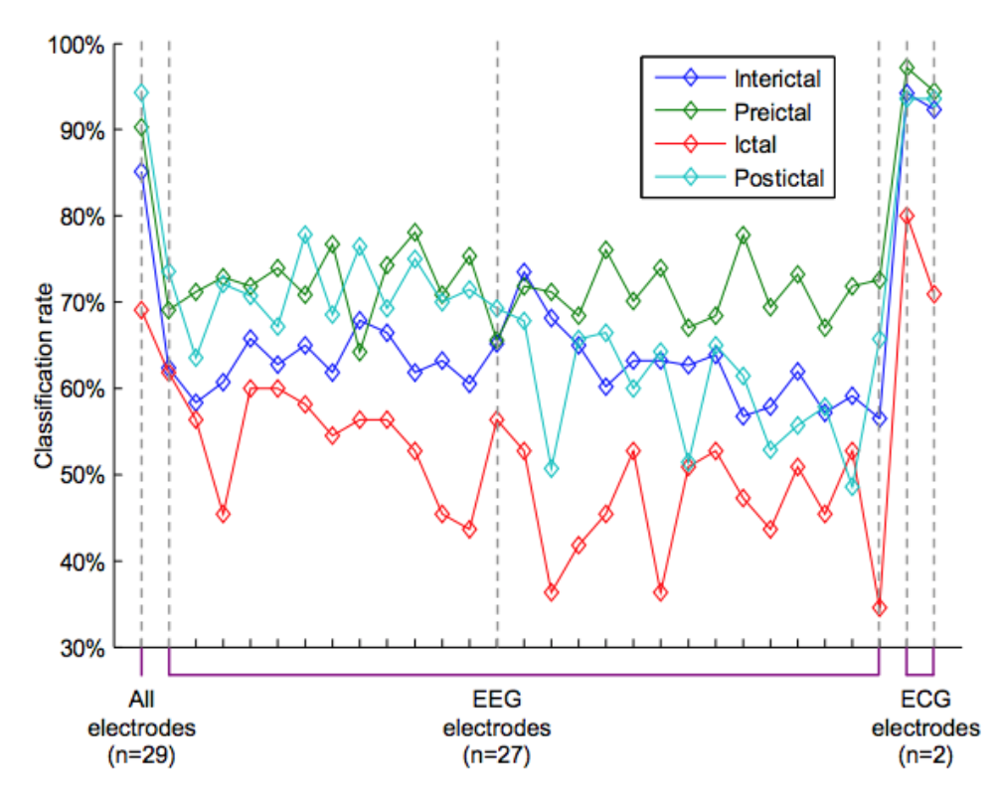 100%
90%
80%
70%
60%
50%
40%
30%
Classification rate
Interictal
Preictal
Ictal
Postictal
All
electrodes
(n=29)
EEG
electrodes
(n=27)
ECG
electrodes
(n=2)